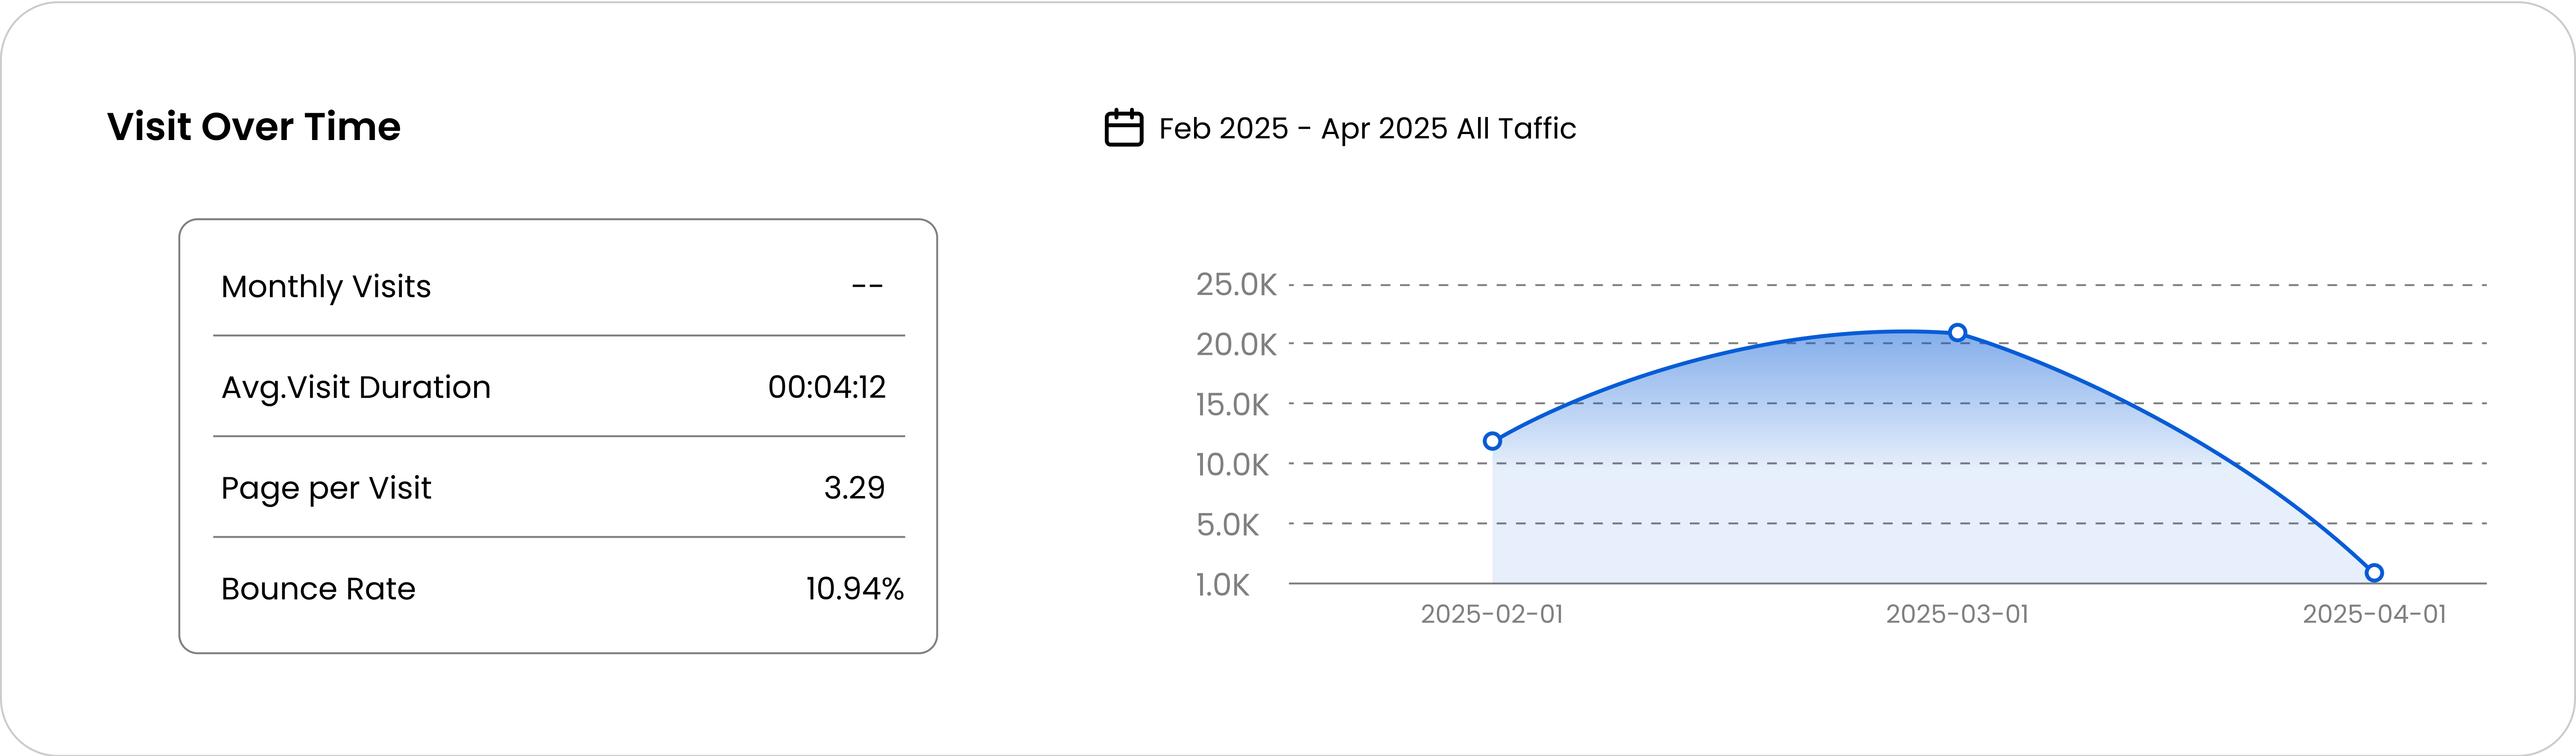 Visit Over Time
Feb 2025 - Apr 2025 All Taffic
Monthly Visits --
Avg.Visit Duration 00:04:12
Page per Visit 3.29
Bounce Rate 10.94%
25.0K
20.0K
15.0K
10.0K
5.0K
1.0K
2025-02-01 2025-03-01 2025-04-01